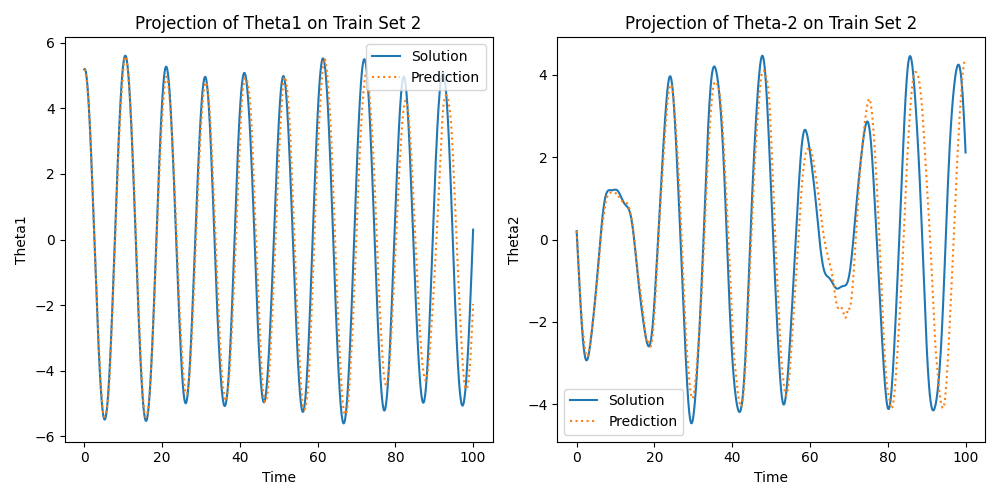 Projection of Theta1 on Train Set 2
Theta1
6
4
2
0
−2
−4
−6
Solution
Prediction
0 20 40 60 80 100
Time
Projection of Theta-2 on Train Set 2
Theta2
4
2
0
−2
−4
Solution
Prediction
0 20 40 60 80 100
Time